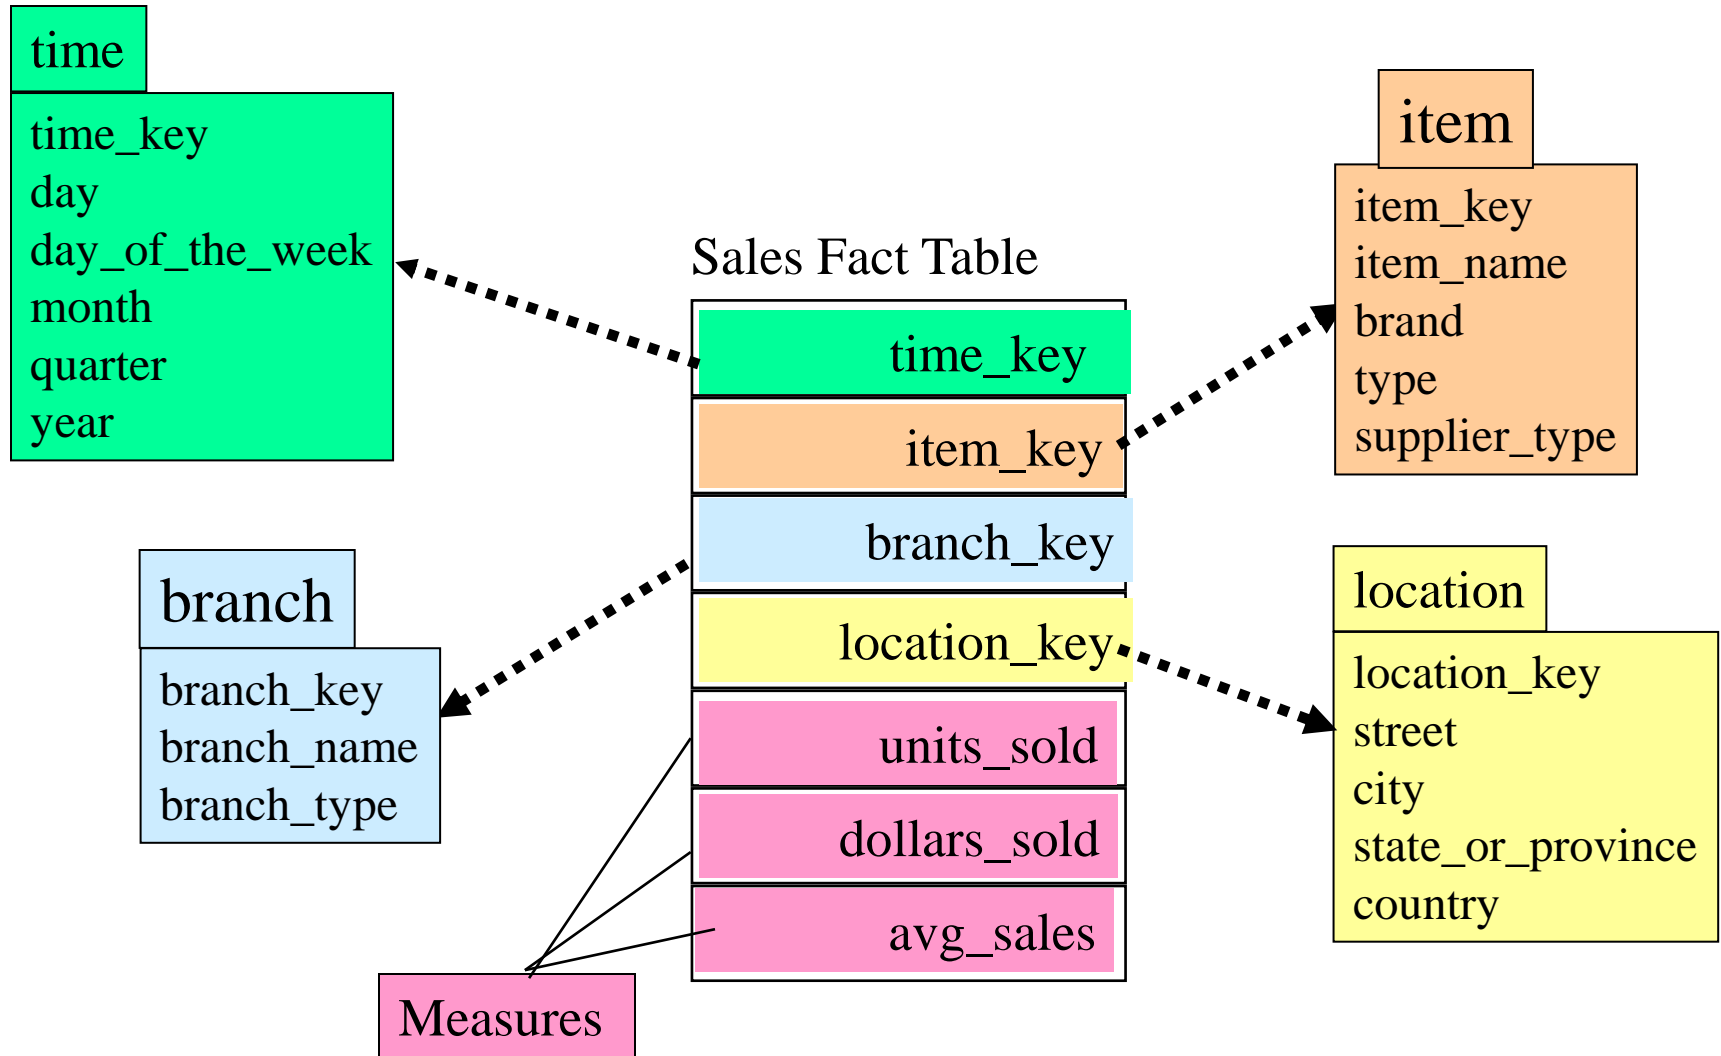 time
time_key
day
day_of_the_week
month
quarter
year
item
item_key
item_name
brand
type
supplier_type
Sales Fact Table
time_key
item_key
branch_key
location_key
units_sold
dollars_sold
avg_sales
branch
branch_key
branch_name
branch_type
location
location_key
street
city
state_or_province
country
Measures